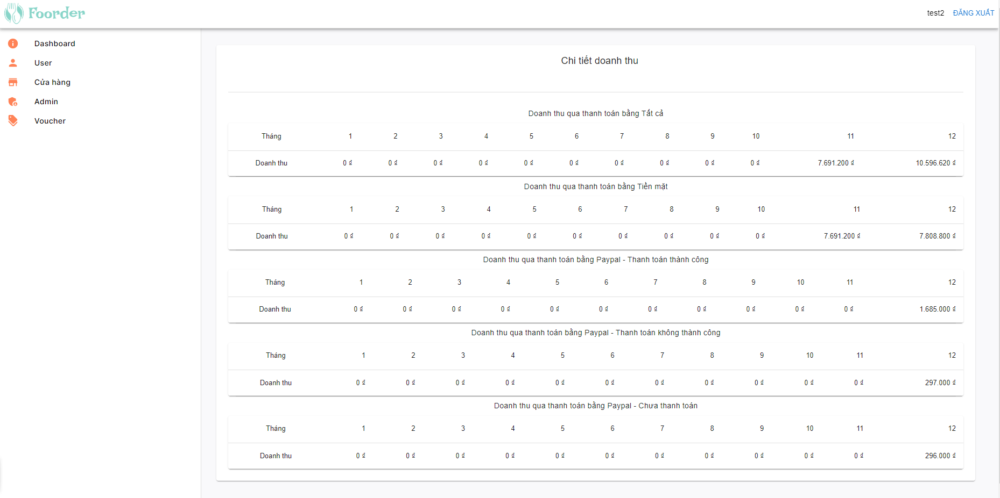 Foorder
test2 ĐĂNG XUẤT
Dashboard
User
Cửa hàng
Admin
Voucher
Chi tiết doanh thu
Doanh thu qua thanh toán bằng Tất cả
Tháng 1 2 3 4 5 6 7 8 9 10 11 12
Doanh thu 0 ₫ 0 ₫ 0 ₫ 0 ₫ 0 ₫ 0 ₫ 0 ₫ 0 ₫ 0 ₫ 0 ₫ 7.691.200 ₫ 10.596.620 ₫
Doanh thu qua thanh toán bằng Tiền mặt
Tháng 1 2 3 4 5 6 7 8 9 10 11 12
Doanh thu 0 ₫ 0 ₫ 0 ₫ 0 ₫ 0 ₫ 0 ₫ 0 ₫ 0 ₫ 0 ₫ 0 ₫ 7.691.200 ₫ 7.808.800 ₫
Doanh thu qua thanh toán bằng Paypal - Thanh toán thành công
Tháng 1 2 3 4 5 6 7 8 9 10 11 12
Doanh thu 0 ₫ 0 ₫ 0 ₫ 0 ₫ 0 ₫ 0 ₫ 0 ₫ 0 ₫ 0 ₫ 0 ₫ 0 ₫ 1.685.000 ₫
Doanh thu qua thanh toán bằng Paypal - Thanh toán không thành công
Tháng 1 2 3 4 5 6 7 8 9 10 11 12
Doanh thu 0 ₫ 0 ₫ 0 ₫ 0 ₫ 0 ₫ 0 ₫ 0 ₫ 0 ₫ 0 ₫ 0 ₫ 0 ₫ 297.000 ₫
Doanh thu qua thanh toán bằng Paypal - Chưa thanh toán
Tháng 1 2 3 4 5 6 7 8 9 10 11 12
Doanh thu 0 ₫ 0 ₫ 0 ₫ 0 ₫ 0 ₫ 0 ₫ 0 ₫ 0 ₫ 0 ₫ 0 ₫ 0 ₫ 296.000 ₫